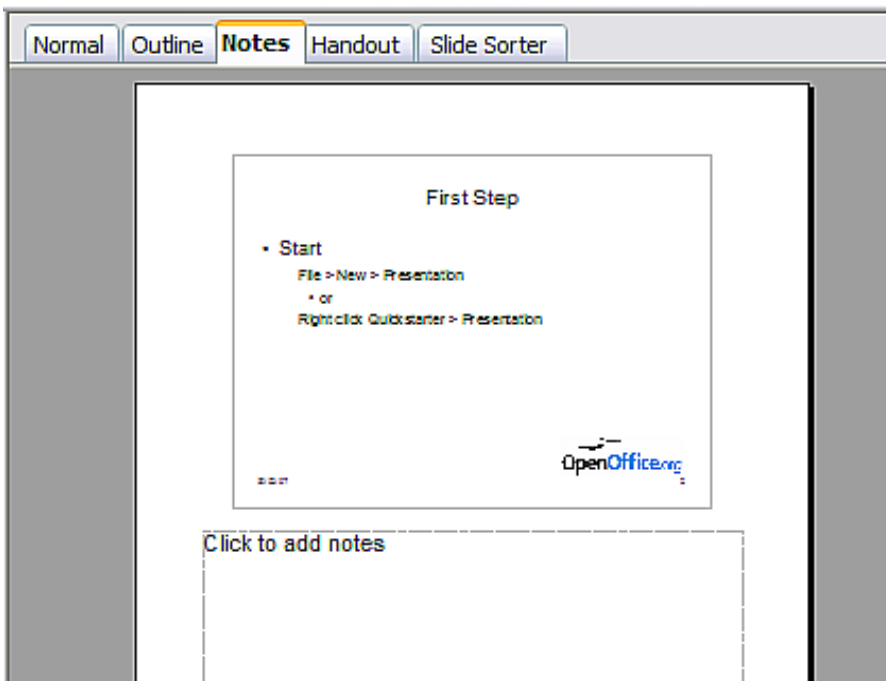 Normal Outline Notes Handout Slide Sorter
First Step
• Start
File > New > Presentation
• or
Right click Quickstarter > Presentation
OpenOffice.org
Click to add notes